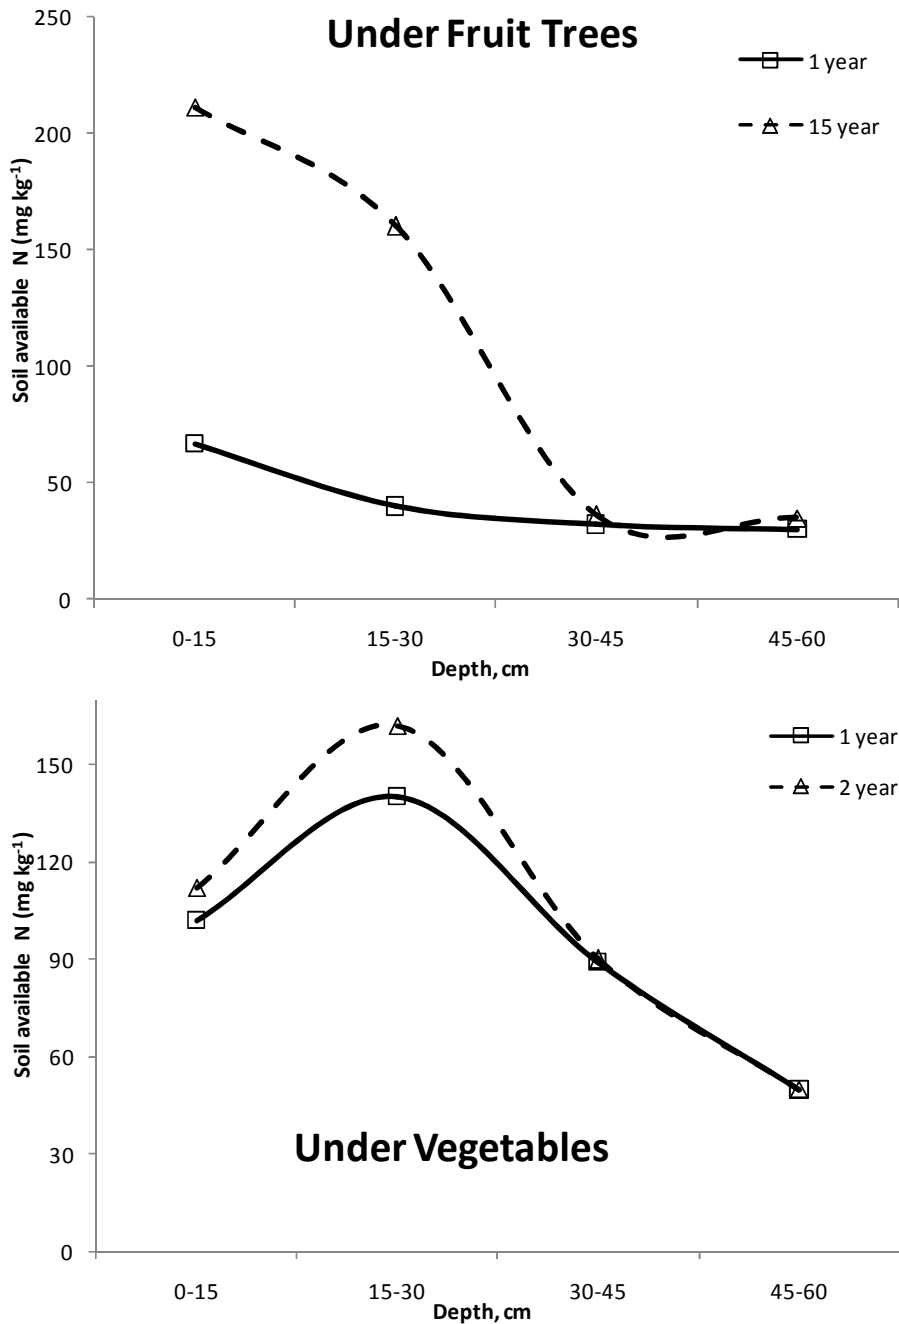 Under Fruit Trees
1 year
15 year
250
200
150
100
50
0
Soil available N (mg kg⁻¹)
0-15
15-30
30-45
45-60
Depth, cm
1 year
2 year
150
120
90
60
30
0
Soil available N (mg kg⁻¹)
Under Vegetables
0-15
15-30
30-45
45-60
Depth, cm